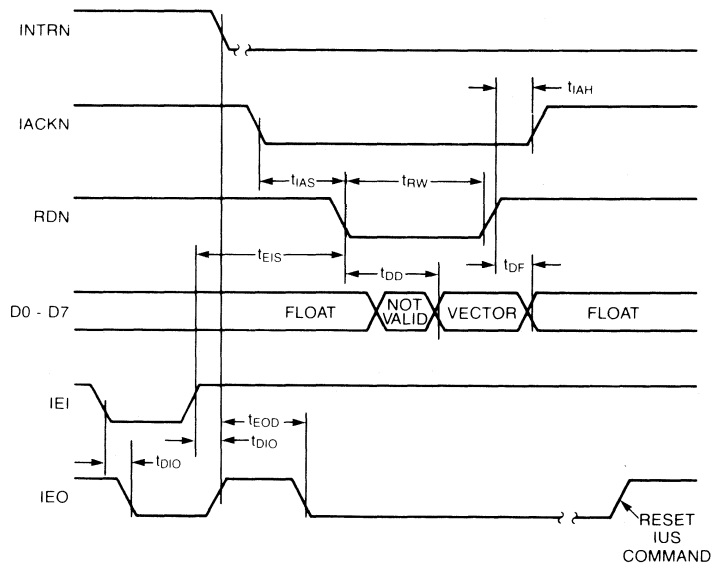 INTRN
tIAH
IACKN
tIAS
tRW
RDN
tEIS
tDF
tDD
D0 - D7
FLOAT
NOT
VALID
VECTOR
FLOAT
IEI
tEOD
tDIO
tDIO
IEO
RESET
IUS
COMMAND